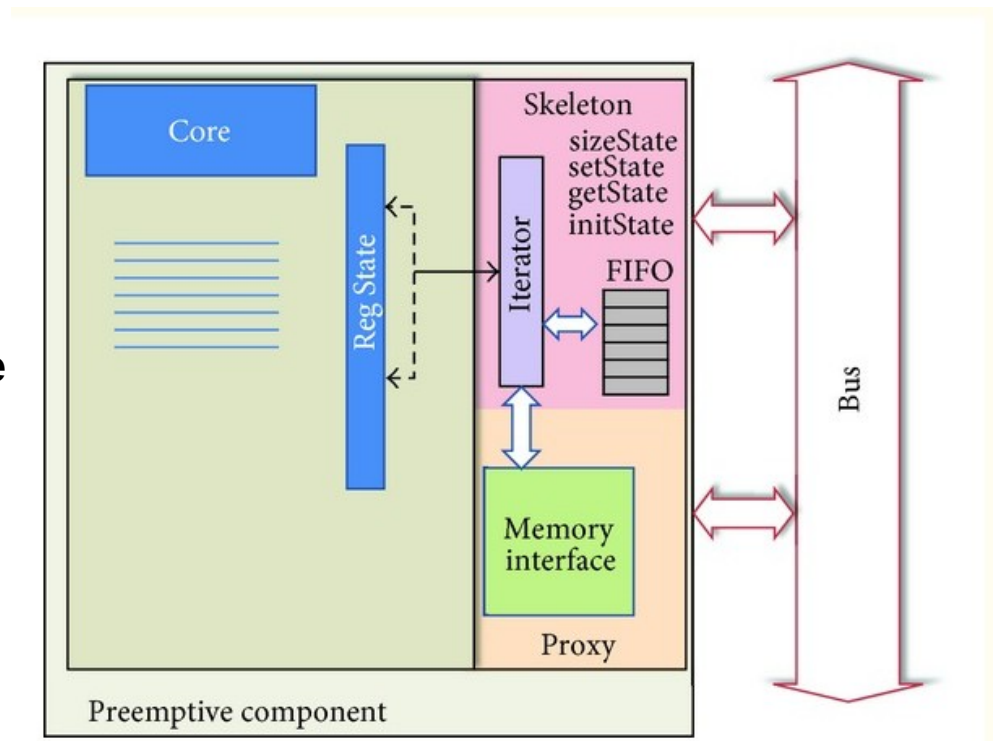 Core
Reg State
Skeleton
sizeState
setState
getState
initState
Iterator
FIFO
Memory
interface
Proxy
Preemptive component
Bus
e